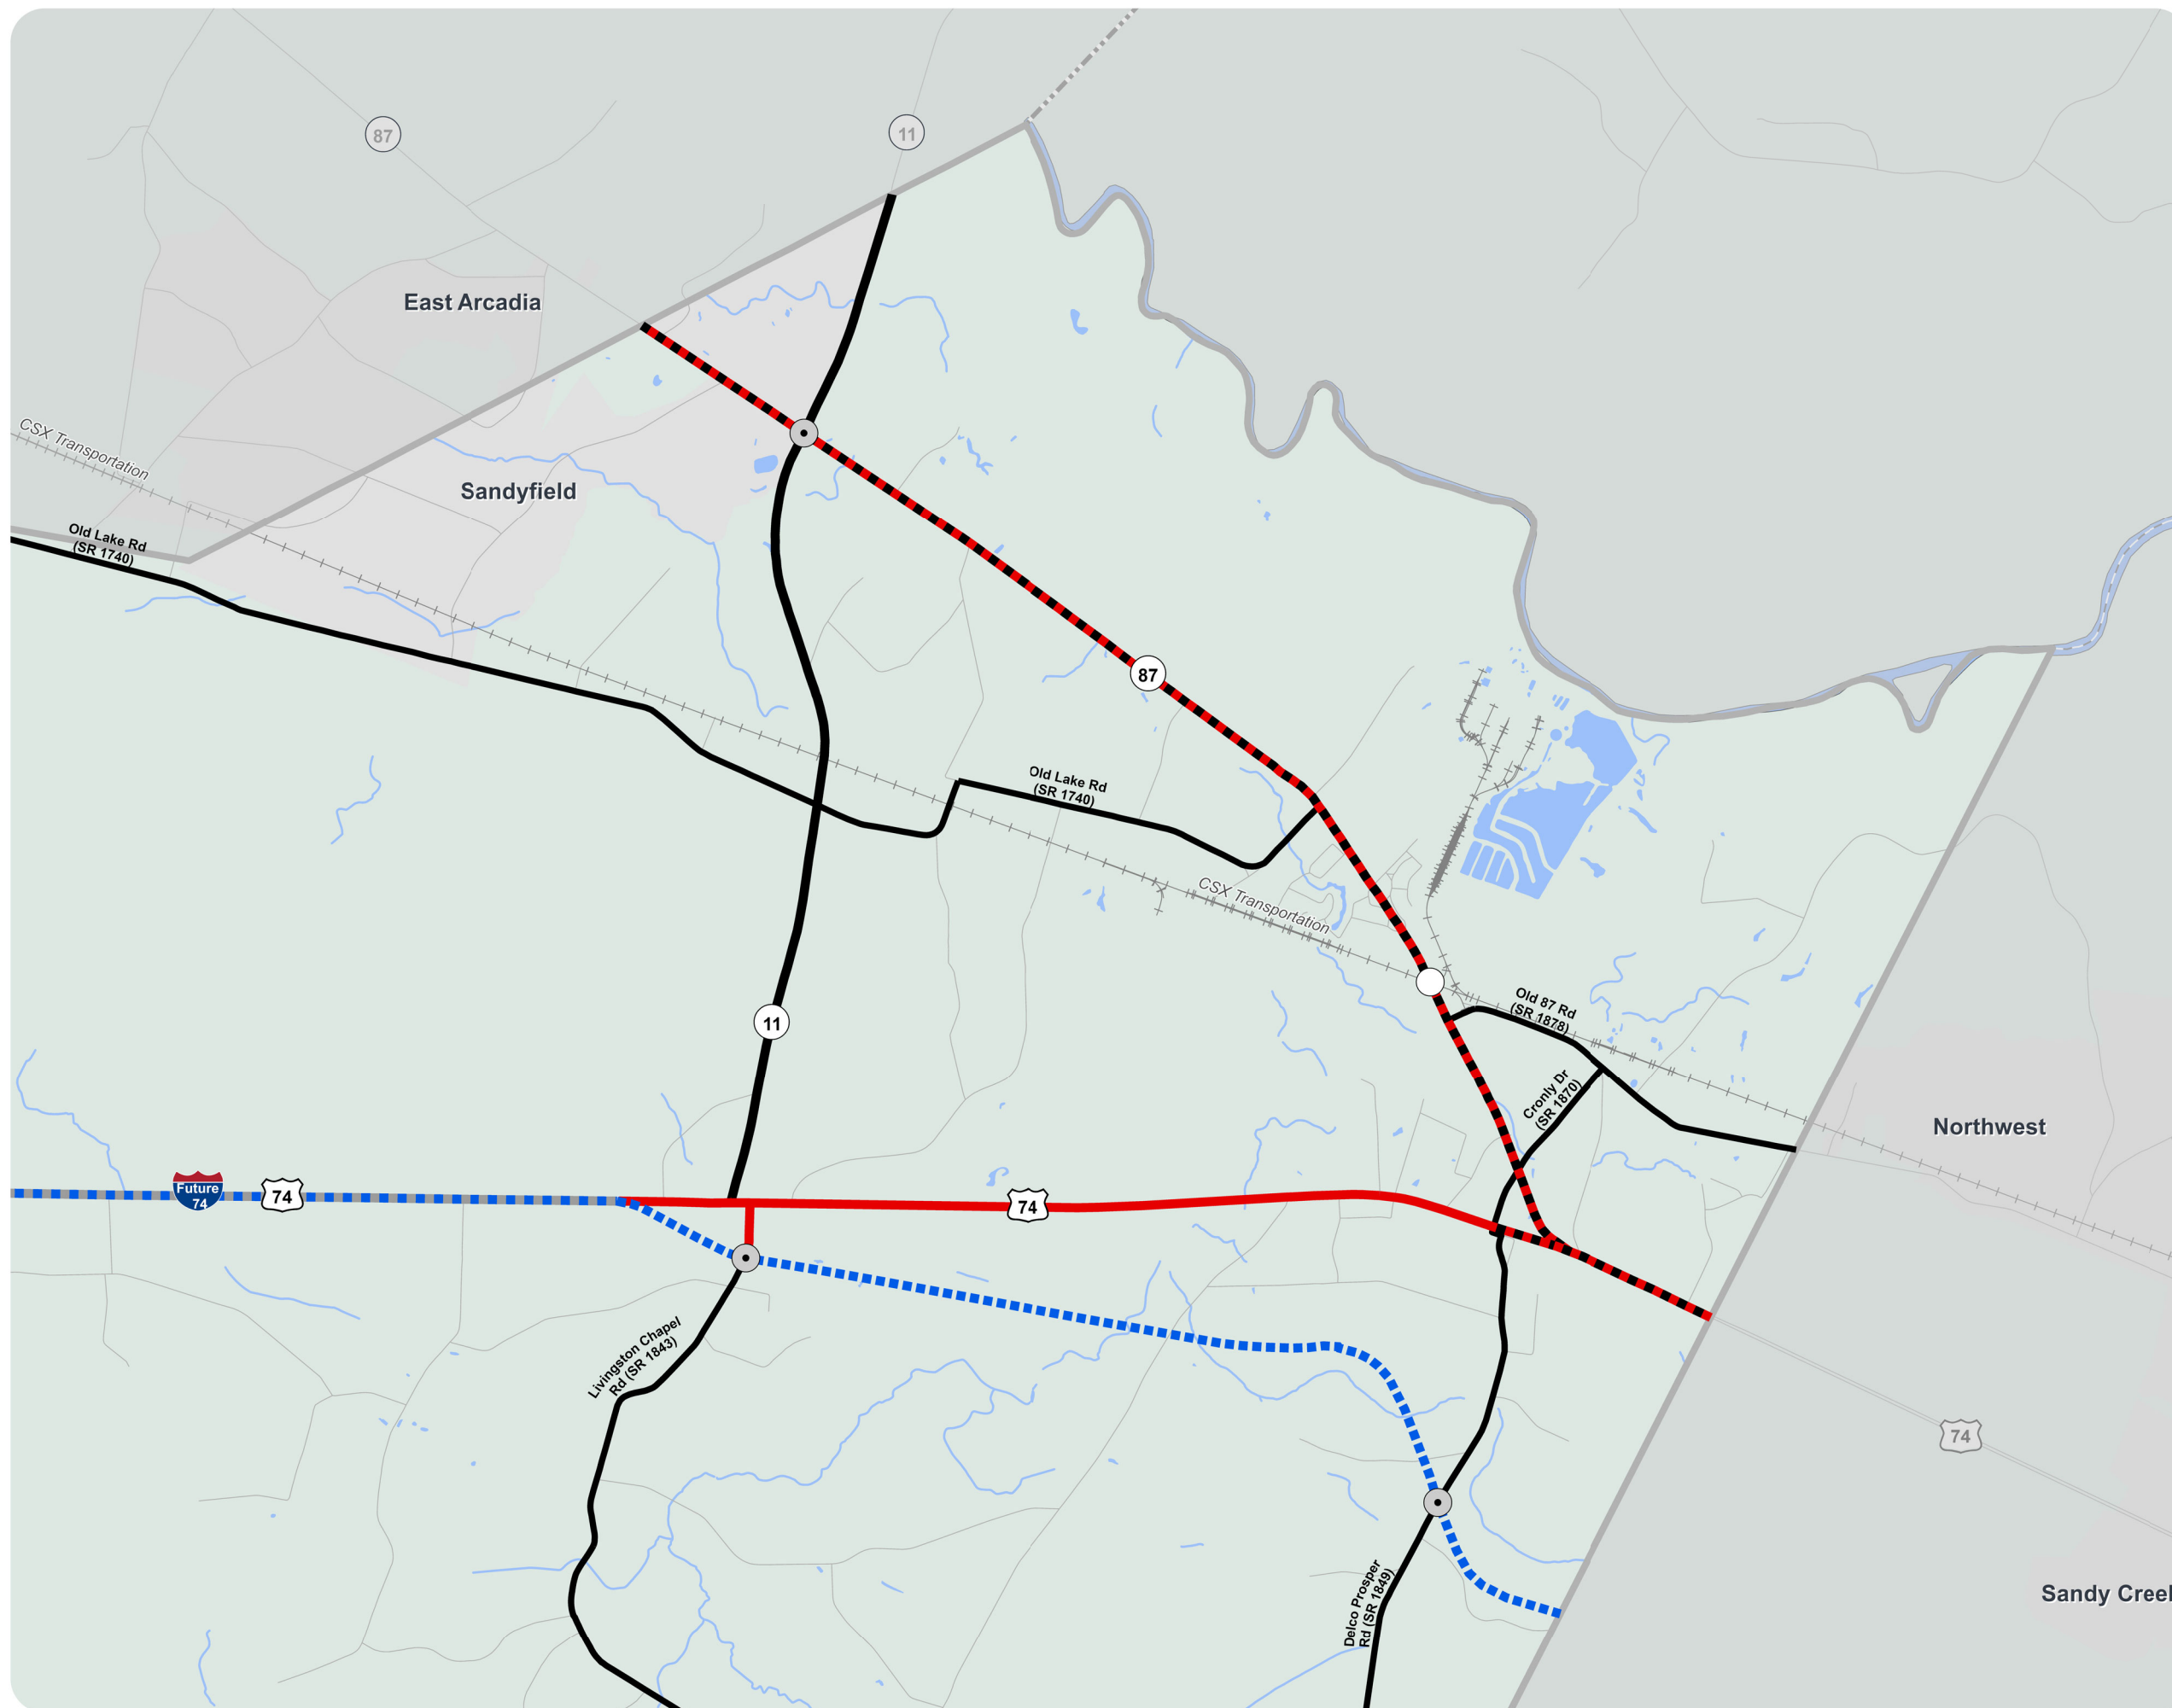 87
11
East Arcadia
CSX Transportation
Sandyfield
Old Lake Rd
(SR 1740)
87
Old Lake Rd
(SR 1740)
CSX Transportation
Old 87 Rd
(SR 1878)
11
Cronly Dr
(SR 1870)
Northwest
Future
74
74
74
Livingston Chapel
Rd (SR 1843)
74
Delco Prosper
Rd (SR 1849)
Sandy Creek